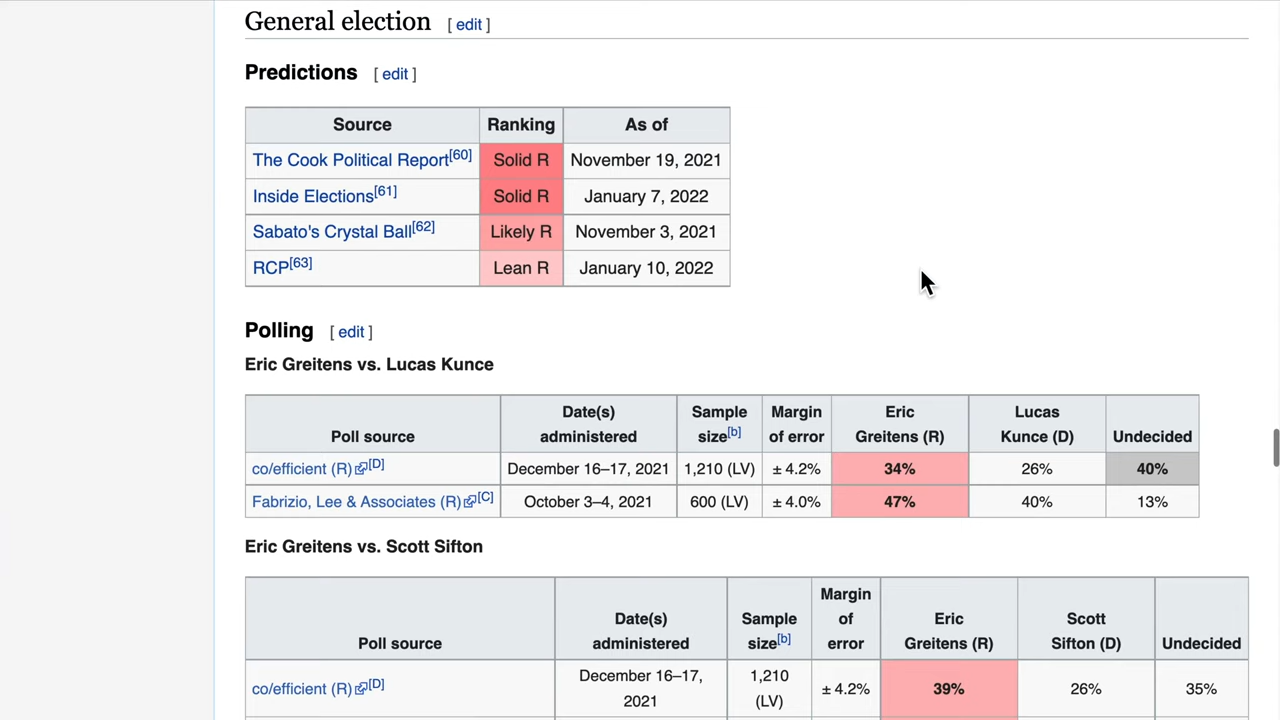 General election [ edit ]
Predictions [ edit ]
Source Ranking As of
The Cook Political Report[60] Solid R November 19, 2021
Inside Elections[61] Solid R January 7, 2022
Sabato's Crystal Ball[62] Likely R November 3, 2021
RCP[63] Lean R January 10, 2022
Polling [ edit ]
Eric Greitens vs. Lucas Kunce
Date(s) Sample Margin Eric Lucas
Poll source administered size[b] of error Greitens (R) Kunce (D) Undecided
co/efficient (R)[D] December 16–17, 2021 1,210 (LV) ± 4.2% 34% 26% 40%
Fabrizio, Lee & Associates (R)[C] October 3–4, 2021 600 (LV) ± 4.0% 47% 40% 13%
Eric Greitens vs. Scott Sifton
Margin
Date(s) Sample of Eric Scott
Poll source administered size[b] error Greitens (R) Sifton (D) Undecided
December 16–17, 1,210
co/efficient (R)[D] ± 4.2% 39% 26% 35%
2021 (LV)